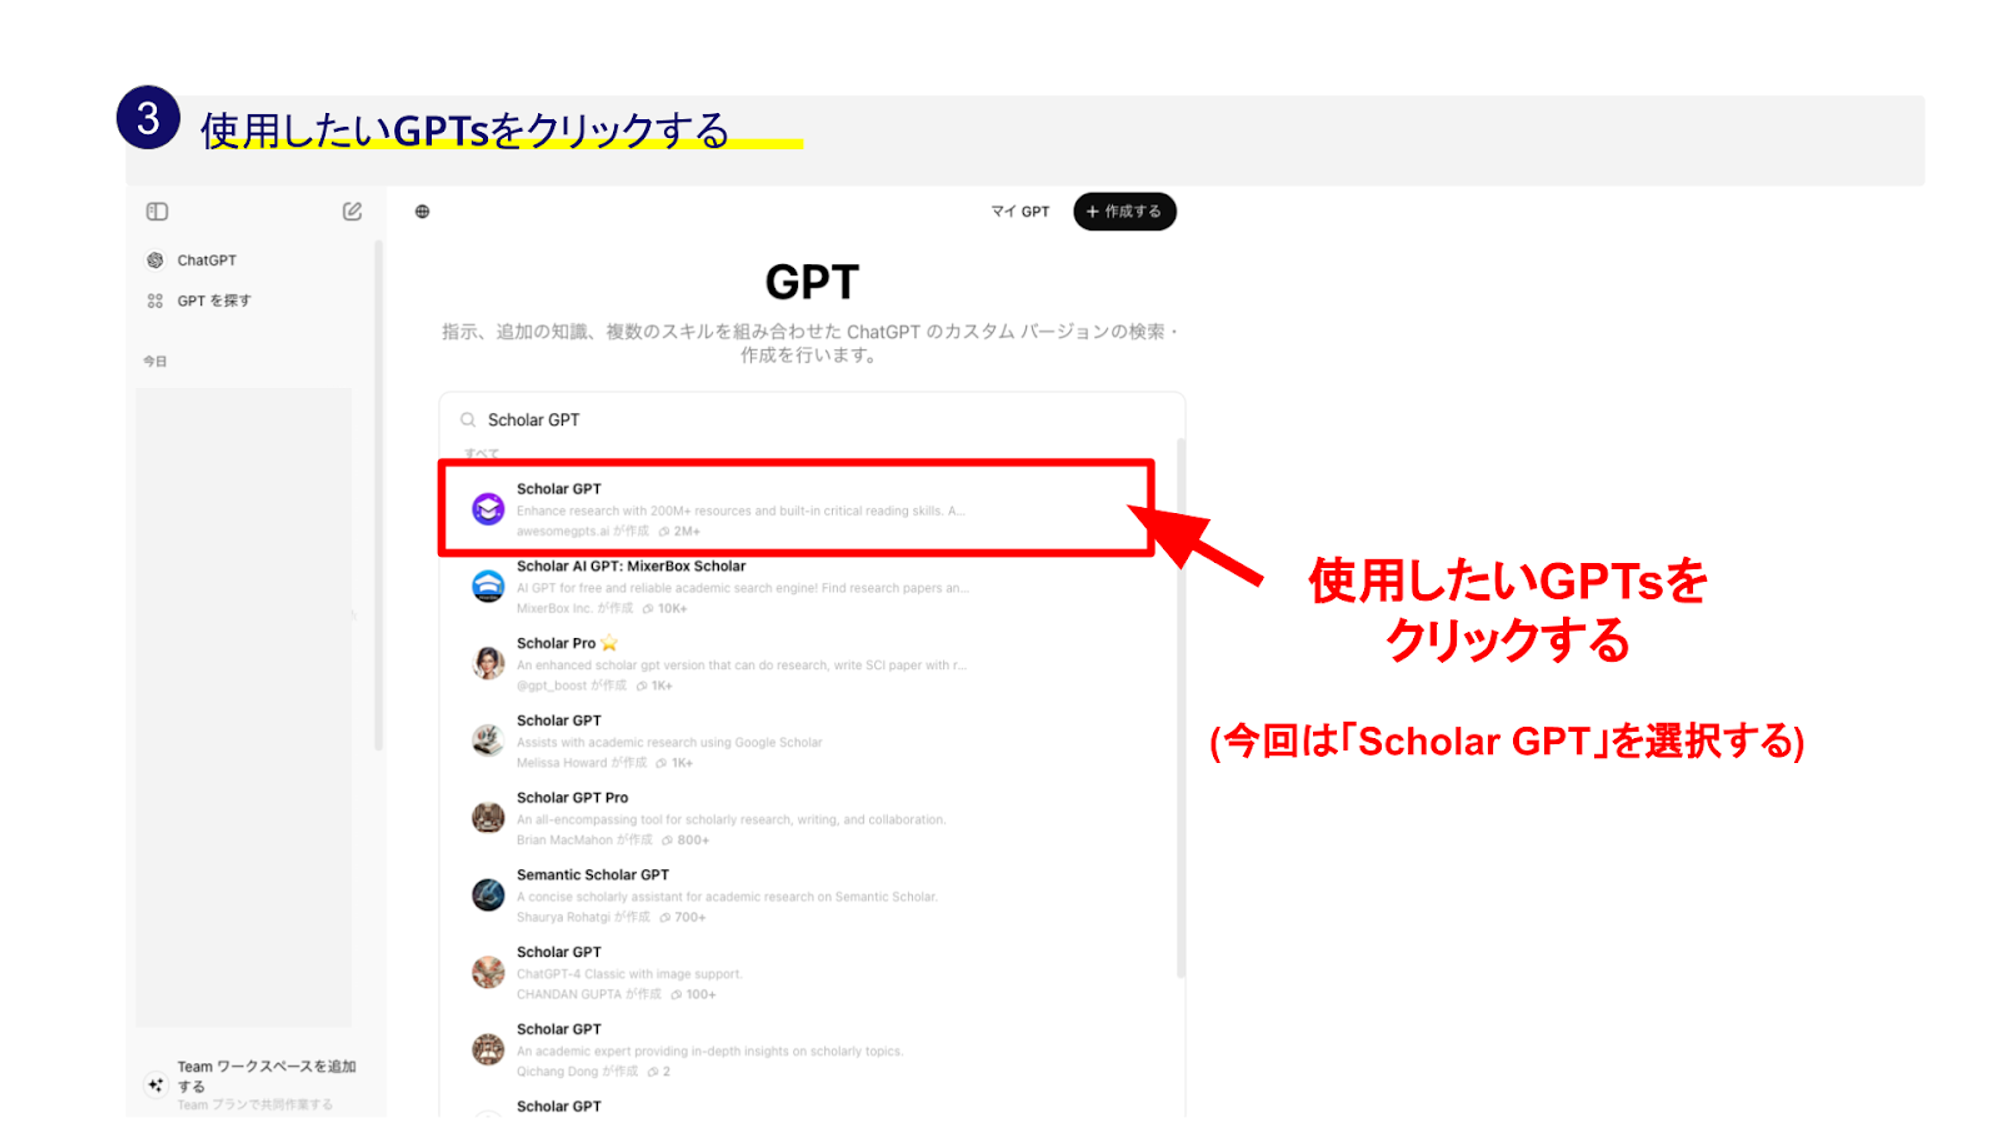 3
使用したいGPTsをクリックする
マイ GPT
+ 作成する
ChatGPT
GPT を探す
今日
GPT
指示、追加の知識、複数のスキルを組み合わせた ChatGPT のカスタム バージョンの検索・
作成を行います。
Scholar GPT
すべて
Scholar GPT
Enhance research with 200M+ resources and built-in critical reading skills. A...
awesomegpts.ai が作成 2M+
Scholar AI GPT: MixerBox Scholar
AI GPT for free and reliable academic search engine! Find research papers an...
MixerBox Inc. が作成 10K+
Scholar Pro ⭐
An enhanced scholar gpt version that can do research, write SCI paper with r...
@gpt_boost が作成 1K+
Scholar GPT
Assists with academic research using Google Scholar
Melissa Howard が作成 1K+
Scholar GPT Pro
An all-encompassing tool for scholarly research, writing, and collaboration.
Brian MacMahon が作成 800+
Semantic Scholar GPT
A concise scholarly assistant for academic research on Semantic Scholar.
Shaurya Rohatgi が作成 700+
Scholar GPT
ChatGPT-4 Classic with image support.
CHANDAN GUPTA が作成 100+
Scholar GPT
An academic expert providing in-depth insights on scholarly topics.
Qichang Dong が作成 2
Scholar GPT
Team ワークスペースを追加
する
Team プランで共同作業する
使用したいGPTsを
クリックする
(今回は「Scholar GPT」を選択する)